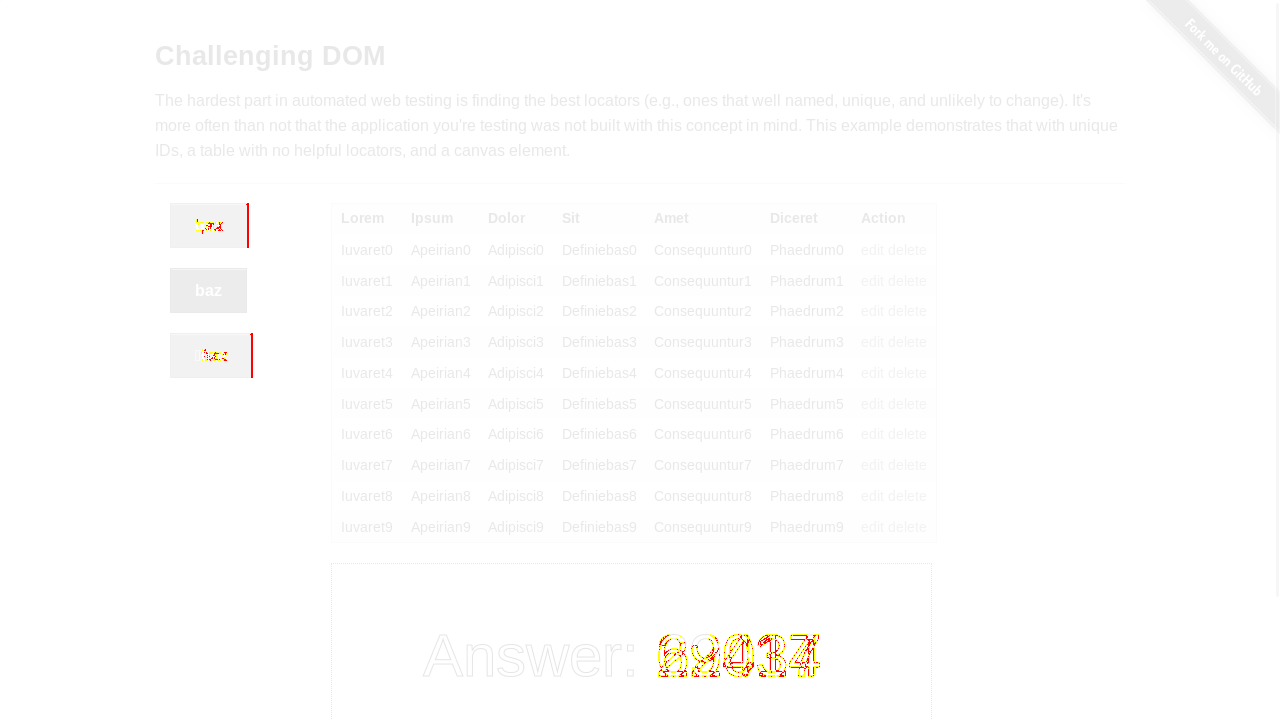 Fork me on GitHub
Challenging DOM
The hardest part in automated web testing is finding the best locators (e.g., ones that well named, unique, and unlikely to change). It's
more often than not that the application you're testing was not built with this concept in mind. This example demonstrates that with unique
IDs, a table with no helpful locators, and a canvas element.
baz
Lorem Ipsum Dolor Sit Amet Diceret Action
Iuvaret0 Apeirian0 Adipisci0 Definiebas0 Consequuntur0 Phaedrum0 edit delete
Iuvaret1 Apeirian1 Adipisci1 Definiebas1 Consequuntur1 Phaedrum1 edit delete
Iuvaret2 Apeirian2 Adipisci2 Definiebas2 Consequuntur2 Phaedrum2 edit delete
Iuvaret3 Apeirian3 Adipisci3 Definiebas3 Consequuntur3 Phaedrum3 edit delete
Iuvaret4 Apeirian4 Adipisci4 Definiebas4 Consequuntur4 Phaedrum4 edit delete
Iuvaret5 Apeirian5 Adipisci5 Definiebas5 Consequuntur5 Phaedrum5 edit delete
Iuvaret6 Apeirian6 Adipisci6 Definiebas6 Consequuntur6 Phaedrum6 edit delete
Iuvaret7 Apeirian7 Adipisci7 Definiebas7 Consequuntur7 Phaedrum7 edit delete
Iuvaret8 Apeirian8 Adipisci8 Definiebas8 Consequuntur8 Phaedrum8 edit delete
Iuvaret9 Apeirian9 Adipisci9 Definiebas9 Consequuntur9 Phaedrum9 edit delete
Answer: